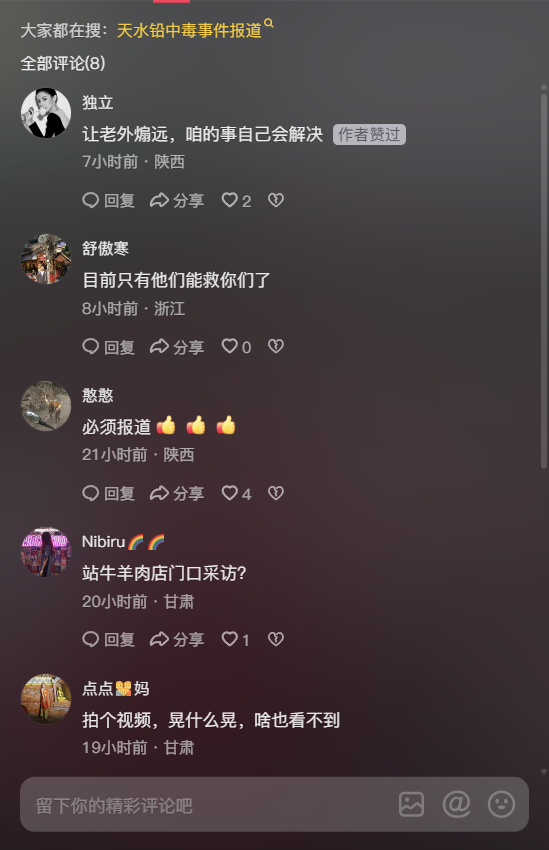 大家都在搜：天水铅中毒事件报道
全部评论(8)
独立
让老外煽远，咱的事自己会解决 作者赞过
7小时前 · 陕西
回复 分享 2
舒傲寒
目前只有他们能救你们了
8小时前 · 浙江
回复 分享 0
憨憨
必须报道👍👍👍
21小时前 · 陕西
回复 分享 4
Nibiru🌈🌈
站牛羊肉店门口采访？
20小时前 · 甘肃
回复 分享 1
点点妈
拍个视频，晃什么晃，啥也看不到
19小时前 · 甘肃
留下你的精彩评论吧